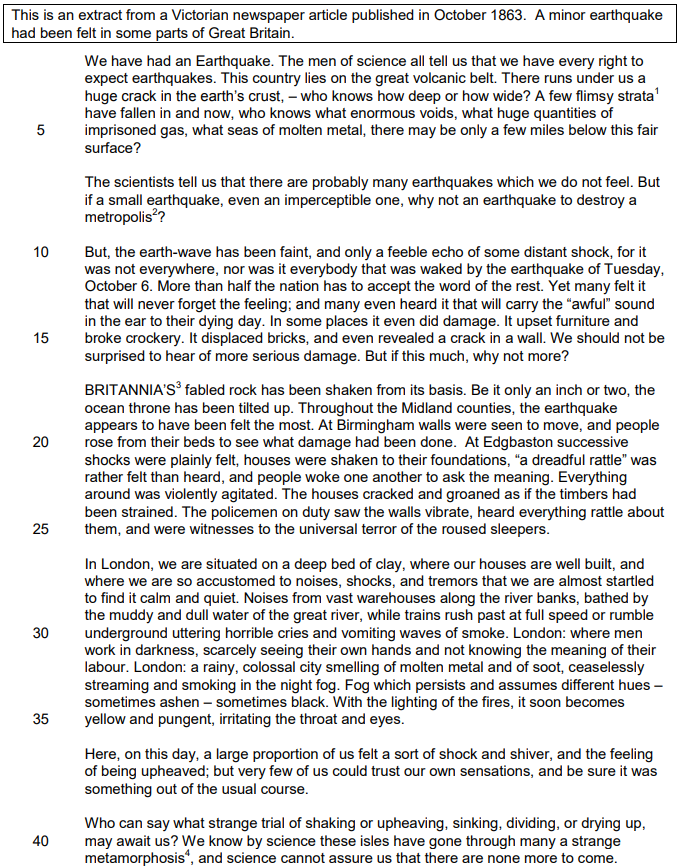 This is an extract from a Victorian newspaper article published in October 1863.  A minor earthquake
had been felt in some parts of Great Britain.
We have had an Earthquake. The men of science all tell us that we have every right to
expect earthquakes. This country lies on the great volcanic belt. There runs under us a
huge crack in the earth's crust, – who knows how deep or how wide? A few flimsy strata¹
have fallen in and now, who knows what enormous voids, what huge quantities of
5 imprisoned gas, what seas of molten metal, there may be only a few miles below this fair
surface?
The scientists tell us that there are probably many earthquakes which we do not feel. But
if a small earthquake, even an imperceptible one, why not an earthquake to destroy a
metropolis²?
10 But, the earth-wave has been faint, and only a feeble echo of some distant shock, for it
was not everywhere, nor was it everybody that was waked by the earthquake of Tuesday,
October 6. More than half the nation has to accept the word of the rest. Yet many felt it
that will never forget the feeling; and many even heard it that will carry the “awful” sound
in the ear to their dying day. In some places it even did damage. It upset furniture and
15 broke crockery. It displaced bricks, and even revealed a crack in a wall. We should not be
surprised to hear of more serious damage. But if this much, why not more?
BRITANNIA'S³ fabled rock has been shaken from its basis. Be it only an inch or two, the
ocean throne has been tilted up. Throughout the Midland counties, the earthquake
appears to have been felt the most. At Birmingham walls were seen to move, and people
20 rose from their beds to see what damage had been done.  At Edgbaston successive
shocks were plainly felt, houses were shaken to their foundations, “a dreadful rattle” was
rather felt than heard, and people woke one another to ask the meaning. Everything
around was violently agitated. The houses cracked and groaned as if the timbers had
been strained. The policemen on duty saw the walls vibrate, heard everything rattle about
25 them, and were witnesses to the universal terror of the roused sleepers.
In London, we are situated on a deep bed of clay, where our houses are well built, and
where we are so accustomed to noises, shocks, and tremors that we are almost startled
to find it calm and quiet. Noises from vast warehouses along the river banks, bathed by
the muddy and dull water of the great river, while trains rush past at full speed or rumble
30 underground uttering horrible cries and vomiting waves of smoke. London: where men
work in darkness, scarcely seeing their own hands and not knowing the meaning of their
labour. London: a rainy, colossal city smelling of molten metal and of soot, ceaselessly
streaming and smoking in the night fog. Fog which persists and assumes different hues –
sometimes ashen – sometimes black. With the lighting of the fires, it soon becomes
35 yellow and pungent, irritating the throat and eyes.
Here, on this day, a large proportion of us felt a sort of shock and shiver, and the feeling
of being upheaved; but very few of us could trust our own sensations, and be sure it was
something out of the usual course.
Who can say what strange trial of shaking or upheaving, sinking, dividing, or drying up,
40 may await us? We know by science these isles have gone through many a strange
metamorphosis⁴, and science cannot assure us that there are none more to come.